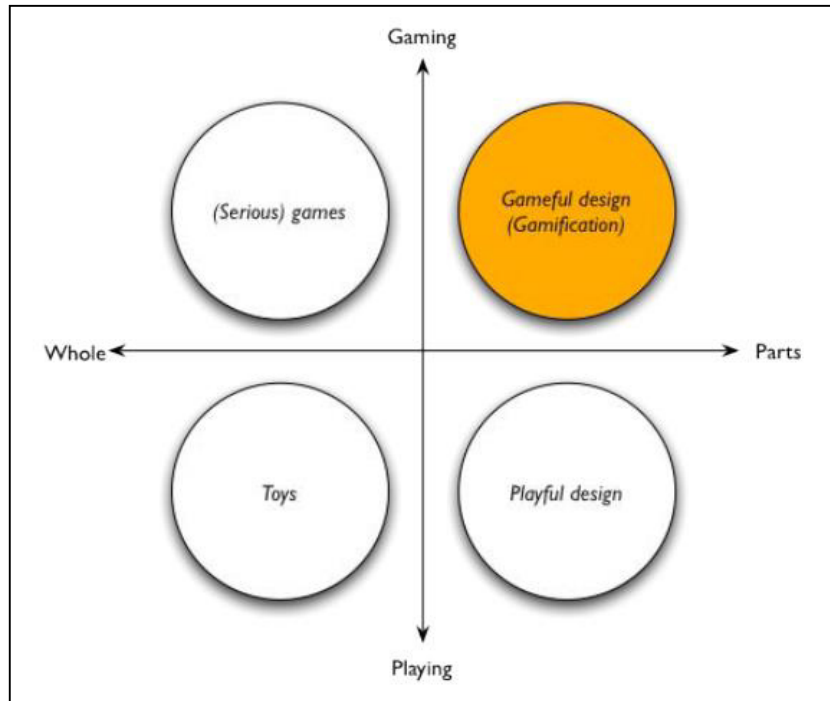 Gaming
(Serious) games
Gameful design
(Gamification)
Whole
Parts
Toys
Playful design
Playing